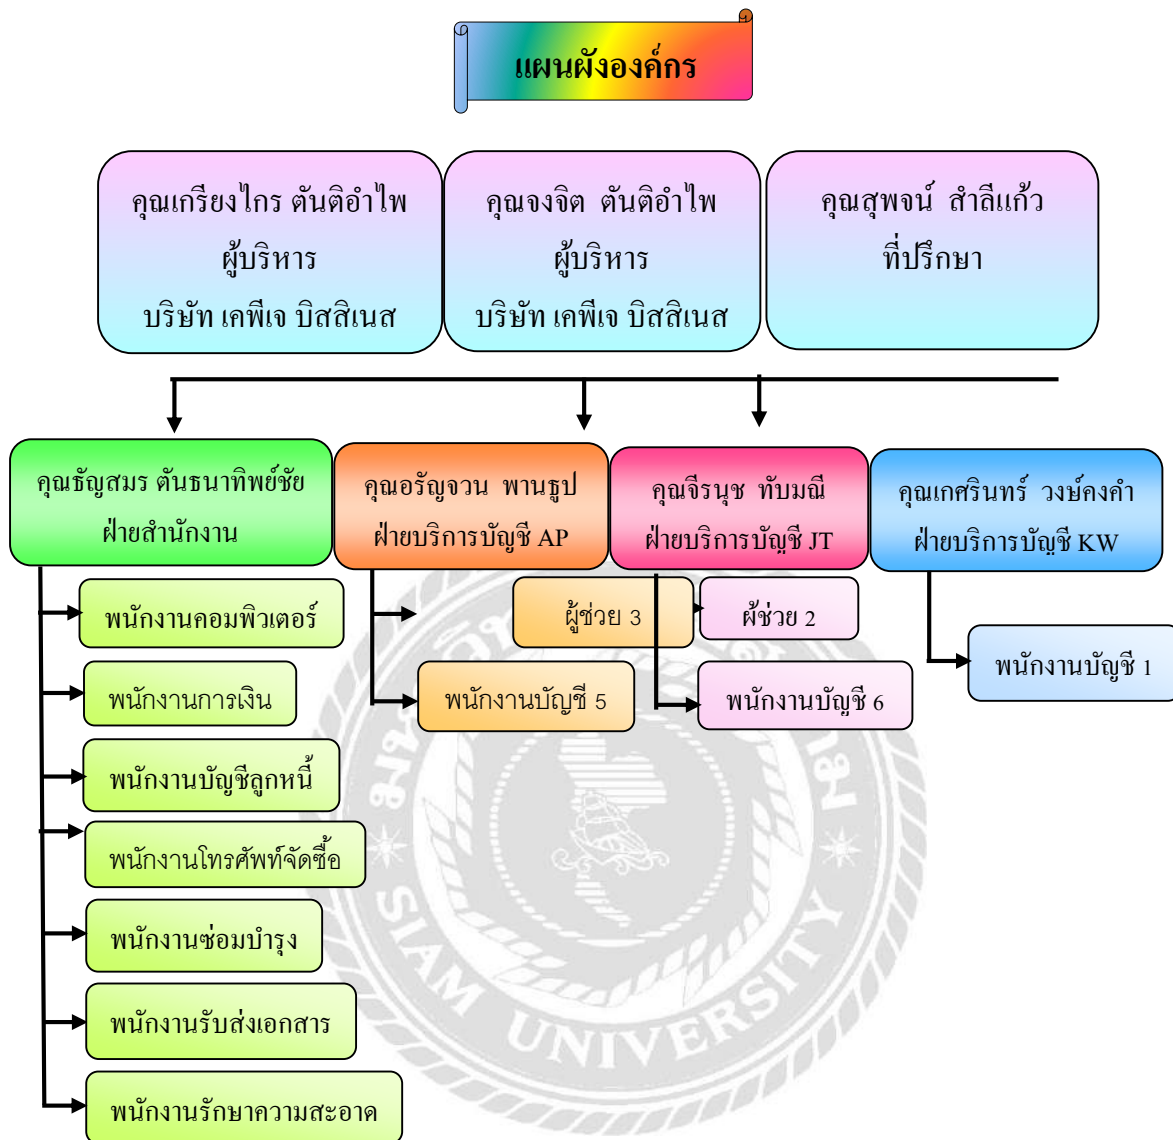 แผนผังองค์กร
คุณเกรียงไกร ตันติอำไพ
ผู้บริหาร
บริษัท เคพีเจ บิสสิเนส
คุณจงจิต ตันติอำไพ
ผู้บริหาร
บริษัท เคพีเจ บิสสิเนส
คุณสุพจน์ สำลีแก้ว
ที่ปรึกษา
คุณธัญสมร ตันธนาทิพย์ชัย
ฝ่ายสำนักงาน
คุณอรัญจวน พานธูป
ฝ่ายบริการบัญชี AP
คุณจีรนุช ทับมณี
ฝ่ายบริการบัญชี JT
คุณเกศรินทร์ วงษ์คงคำ
ฝ่ายบริการบัญชี KW
พนักงานคอมพิวเตอร์
พนักงานการเงิน
พนักงานบัญชีลูกหนี้
พนักงานโทรศัพท์จัดซื้อ
พนักงานซ่อมบำรุง
พนักงานรับส่งเอกสาร
พนักงานรักษาความสะอาด
ผู้ช่วย 3
พนักงานบัญชี 5
ผ้ช่วย 2
พนักงานบัญชี 6
พนักงานบัญชี 1
SIAM UNIVERSITY